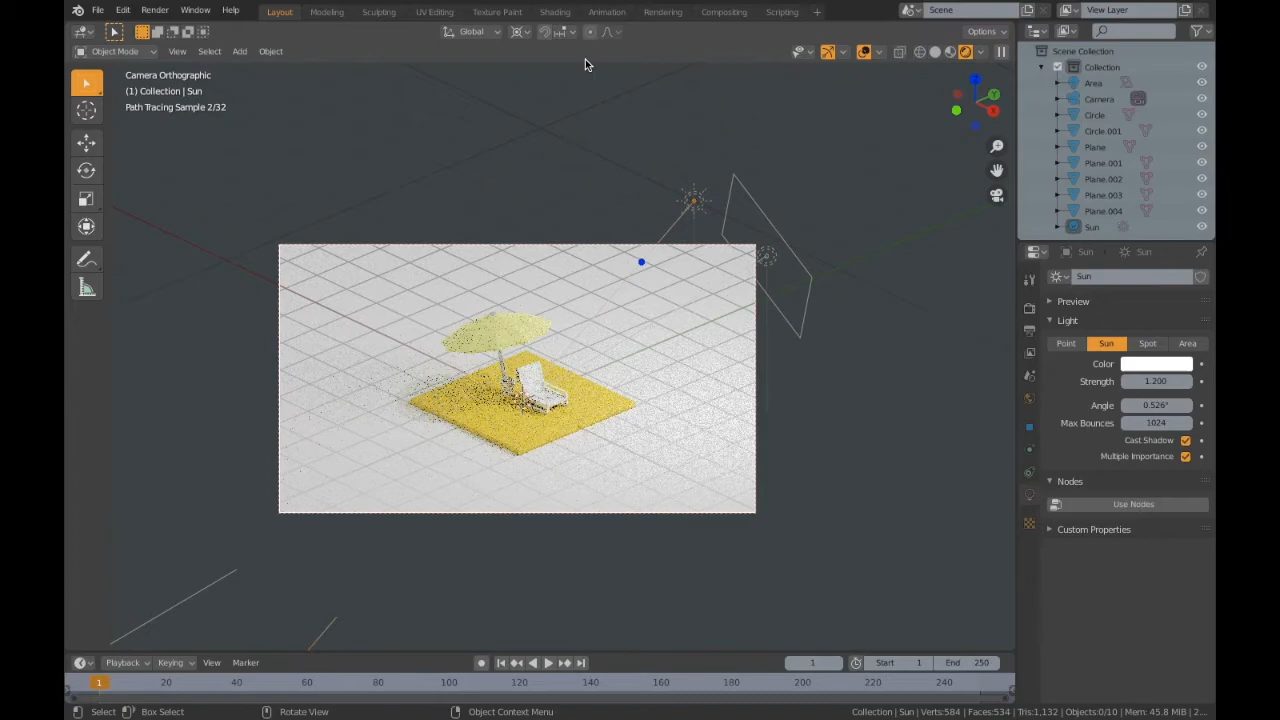 File Edit Render Window Help Layout Modeling Sculpting UV Editing Texture Paint Shading Animation Rendering Compositing Scripting + Scene View Layer
Global Options
Object Mode View Select Add Object
Camera Orthographic
(1) Collection | Sun
Path Tracing Sample 2/32
Z
Y
X
Scene Collection
Collection
Area
Camera
Circle
Circle.001
Plane
Plane.001
Plane.002
Plane.003
Plane.004
Sun
Sun Sun
Sun
Preview
Light
Point Sun Spot Area
Color
Strength 1.200
Angle 0.526°
Max Bounces 1024
Cast Shadow
Multiple Importance
Nodes
Use Nodes
Custom Properties
Playback Keying View Marker 1 Start 1 End 250
1 20 40 60 80 100 120 140 160 180 200 220 240
Select Box Select Rotate View Object Context Menu Collection | Sun | Verts:584 | Faces:534 | Tris:1,132 | Objects:0/10 | Mem: 45.8 MiB | 2...